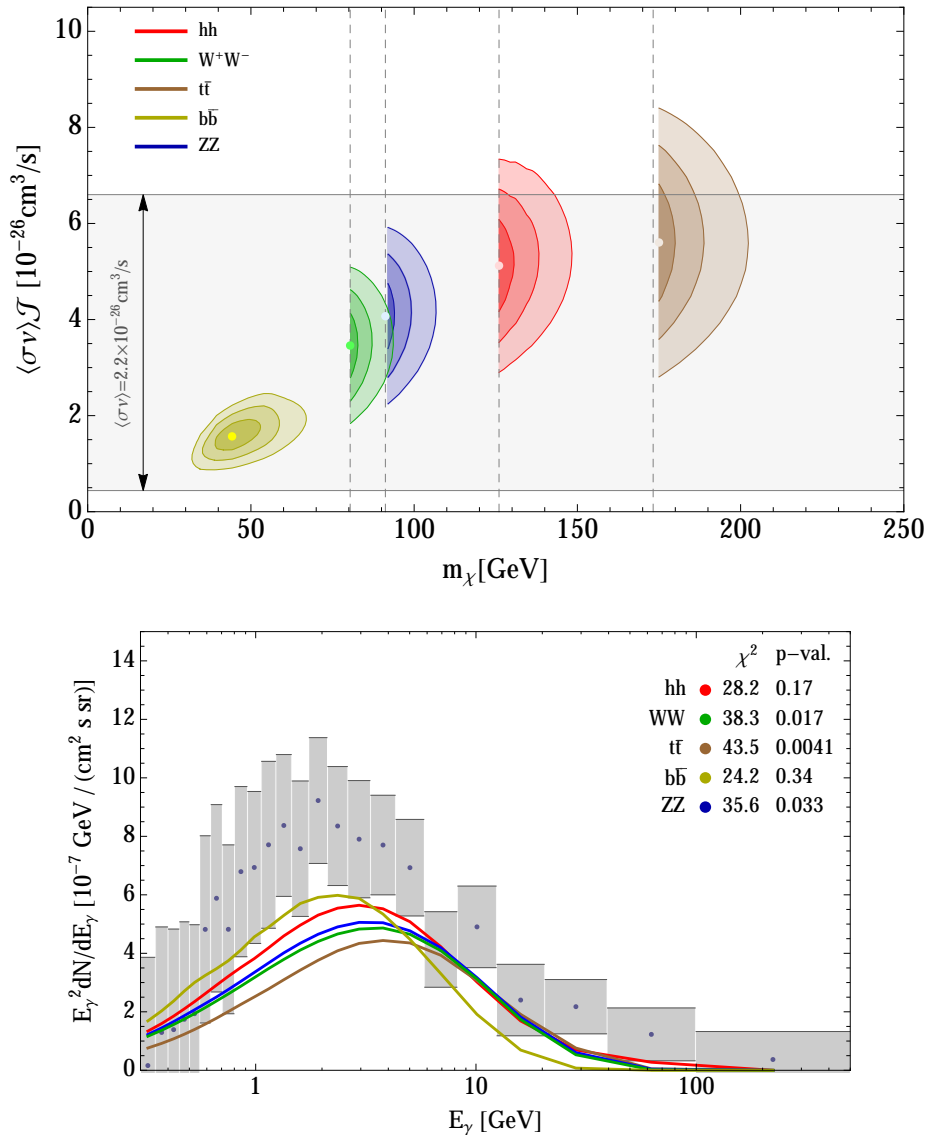 10
8
6
4
2
0
⟨σv⟩𝒥 [10⁻²⁶cm³/s]
hh
W⁺W⁻
tt̄
bb̄
ZZ
⟨σv⟩=2.2×10⁻²⁶cm³/s
0 50 100 150 200 250
m_χ[GeV]
14
12
10
8
6
4
2
0
E_γ² dN/dE_γ [10⁻⁷ GeV / (cm² s sr)]
χ² p-val.
hh 28.2 0.17
WW 38.3 0.017
tt̄ 43.5 0.0041
bb̄ 24.2 0.34
ZZ 35.6 0.033
1 10 100
E_γ [GeV]